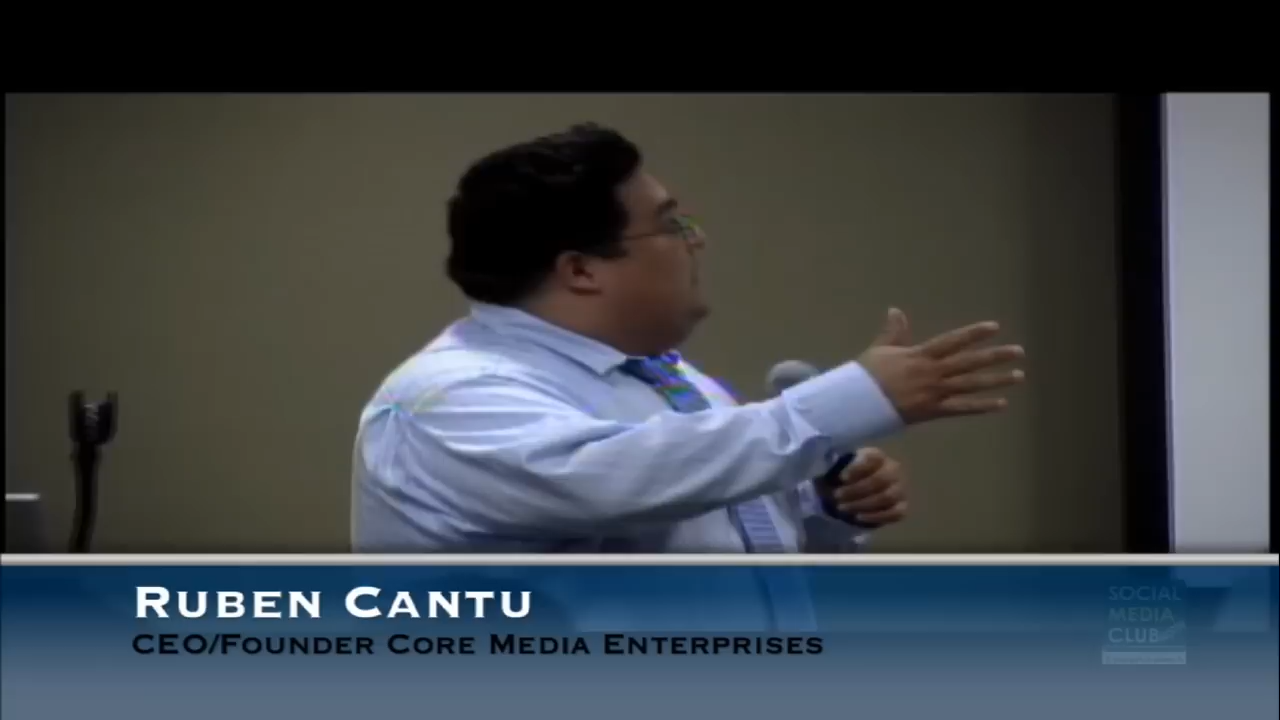 RUBEN CANTU
CEO/FOUNDER CORE MEDIA ENTERPRISES
SOCIAL
MEDIA
CLUB